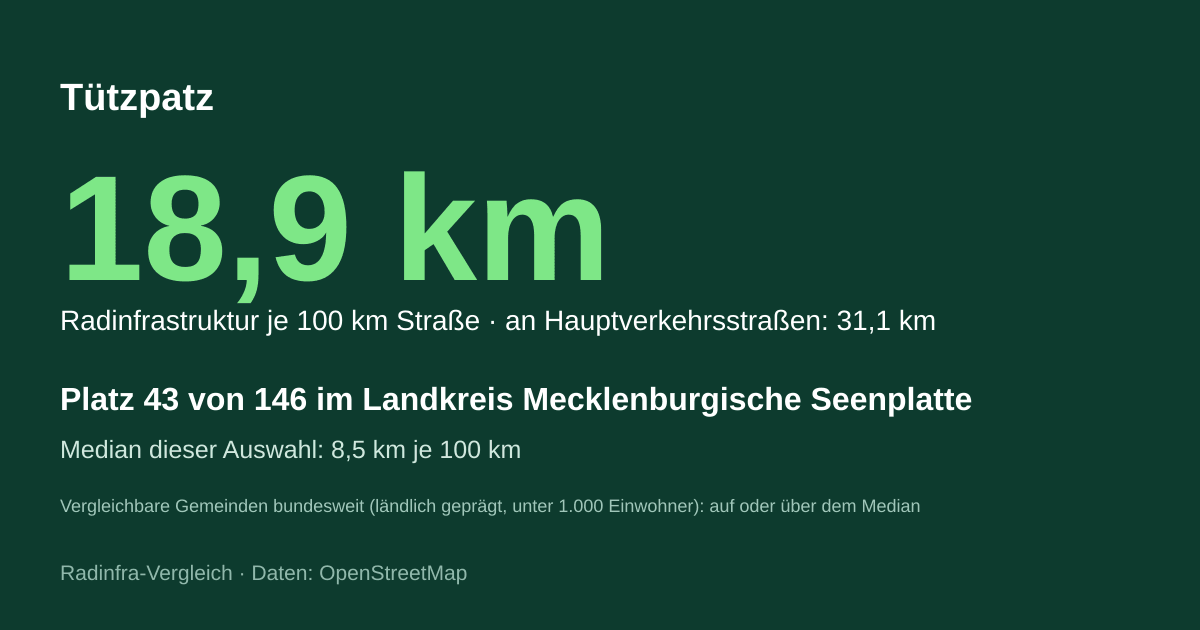 Tützpatz
18,9 km
Radinfrastruktur je 100 km Straße · an Hauptverkehrsstraßen: 31,1 km
Platz 43 von 146 im Landkreis Mecklenburgische Seenplatte
Median dieser Auswahl: 8,5 km je 100 km
Vergleichbare Gemeinden bundesweit (ländlich geprägt, unter 1.000 Einwohner): auf oder über dem Median
Radinfra-Vergleich · Daten: OpenStreetMap